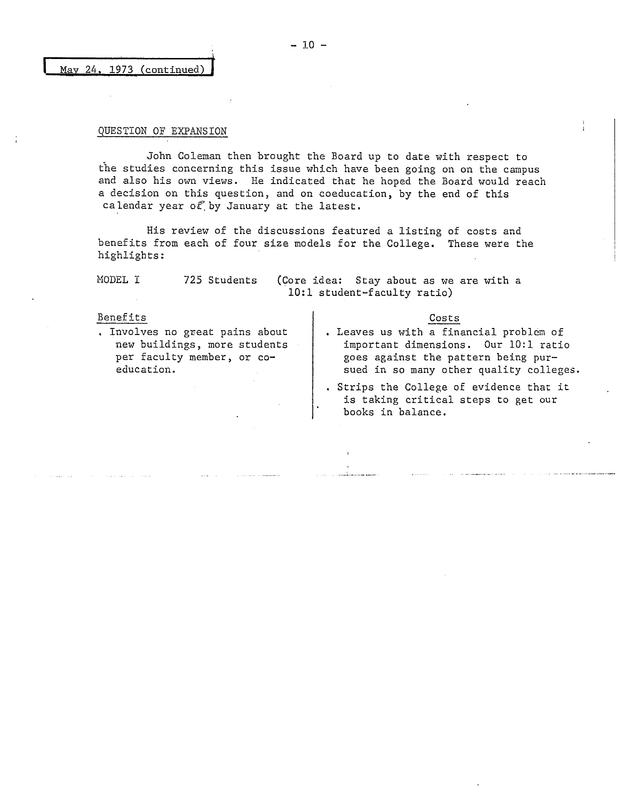 - 10 -
May 24, 1973 (continued)
QUESTION OF EXPANSION
John Coleman then brought the Board up to date with respect to
the studies concerning this issue which have been going on on the campus
and also his own views. He indicated that he hoped the Board would reach
a decision on this question, and on coeducation, by the end of this
calendar year of by January at the latest.
His review of the discussions featured a listing of costs and
benefits from each of four size models for the College. These were the
highlights:
MODEL I 725 Students (Core idea: Stay about as we are with a
10:1 student-faculty ratio)
Benefits
. Involves no great pains about
new buildings, more students
per faculty member, or co-
education.
Costs
. Leaves us with a financial problem of
important dimensions. Our 10:1 ratio
goes against the pattern being pur-
sued in so many other quality colleges.
. Strips the College of evidence that it
is taking critical steps to get our
books in balance.